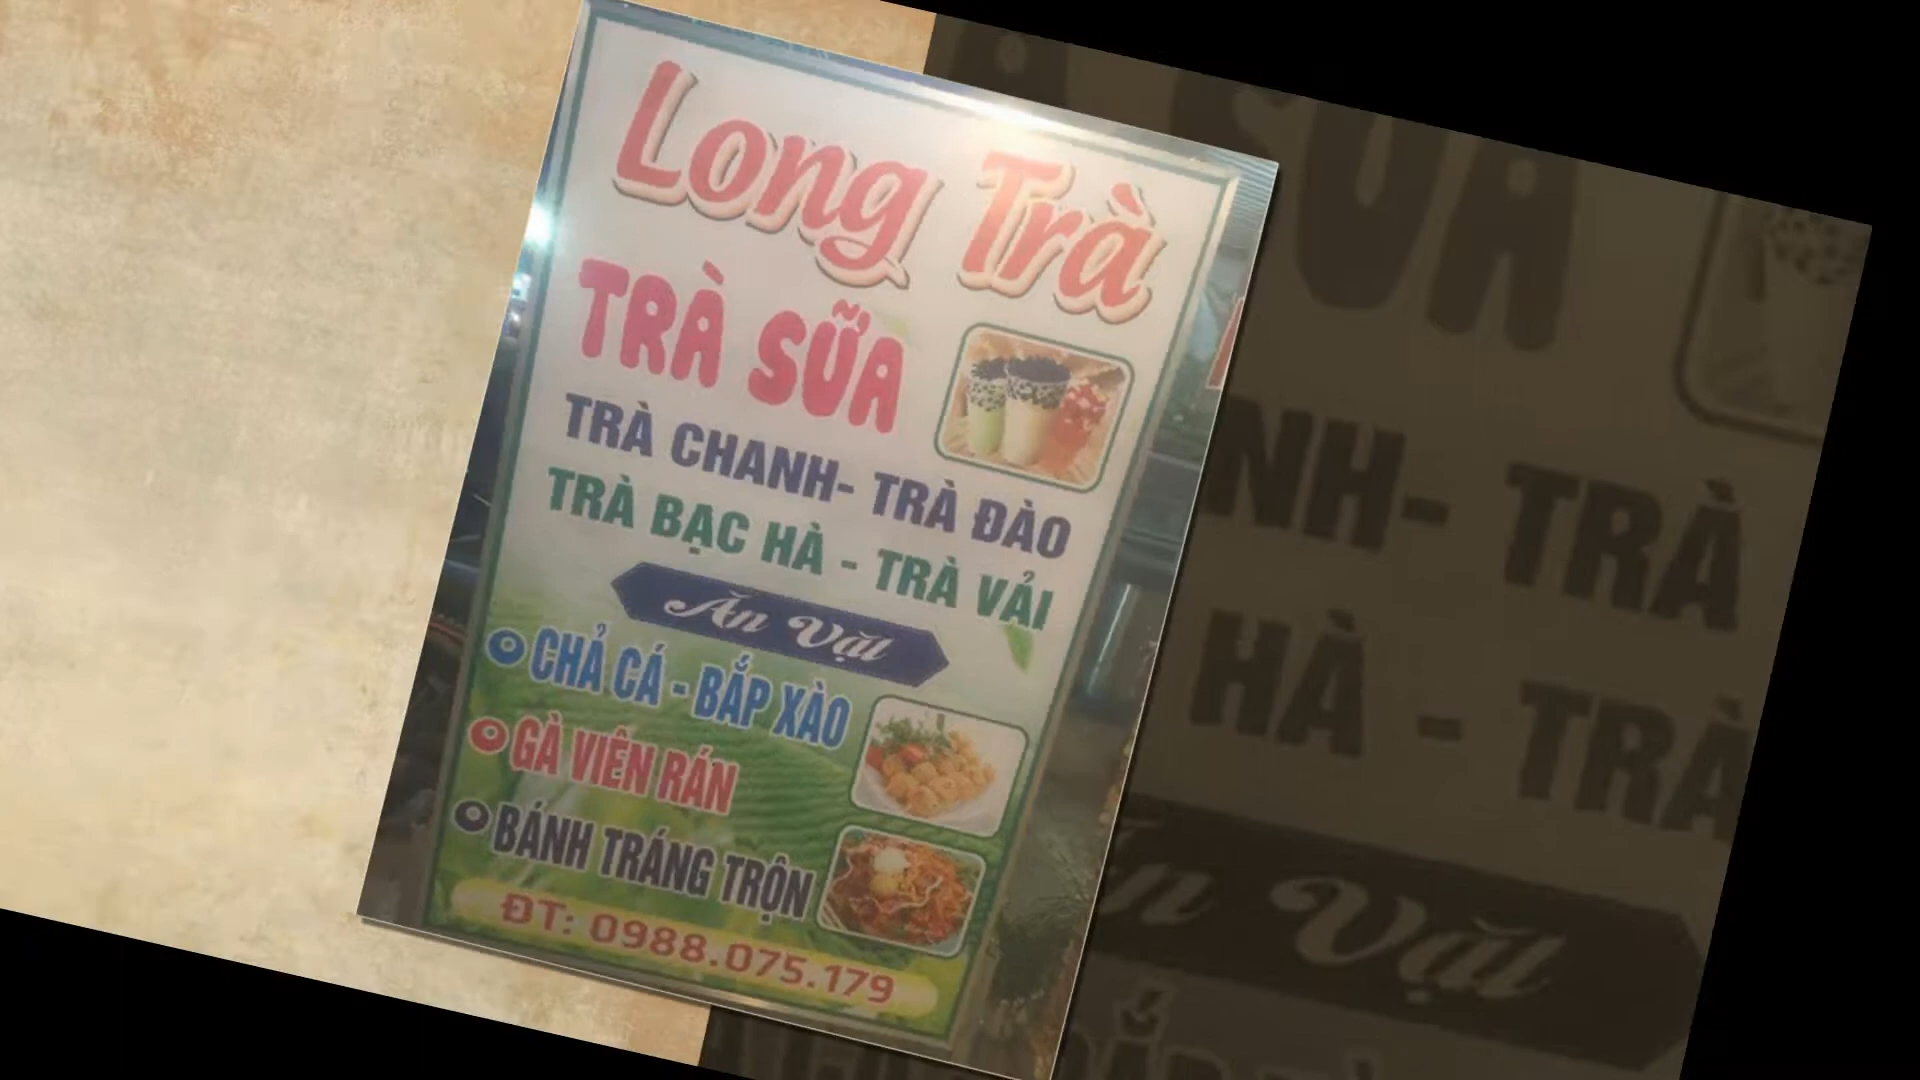 Long Trà
TRÀ SỮA
TRÀ CHANH- TRÀ ĐÀO
TRÀ BẠC HÀ - TRÀ VẢI
Ăn Vặt
CHẢ CÁ - BẮP XÀO
GÀ VIÊN RÁN
BÁNH TRÁNG TRỘN
ĐT: 0988.075.179